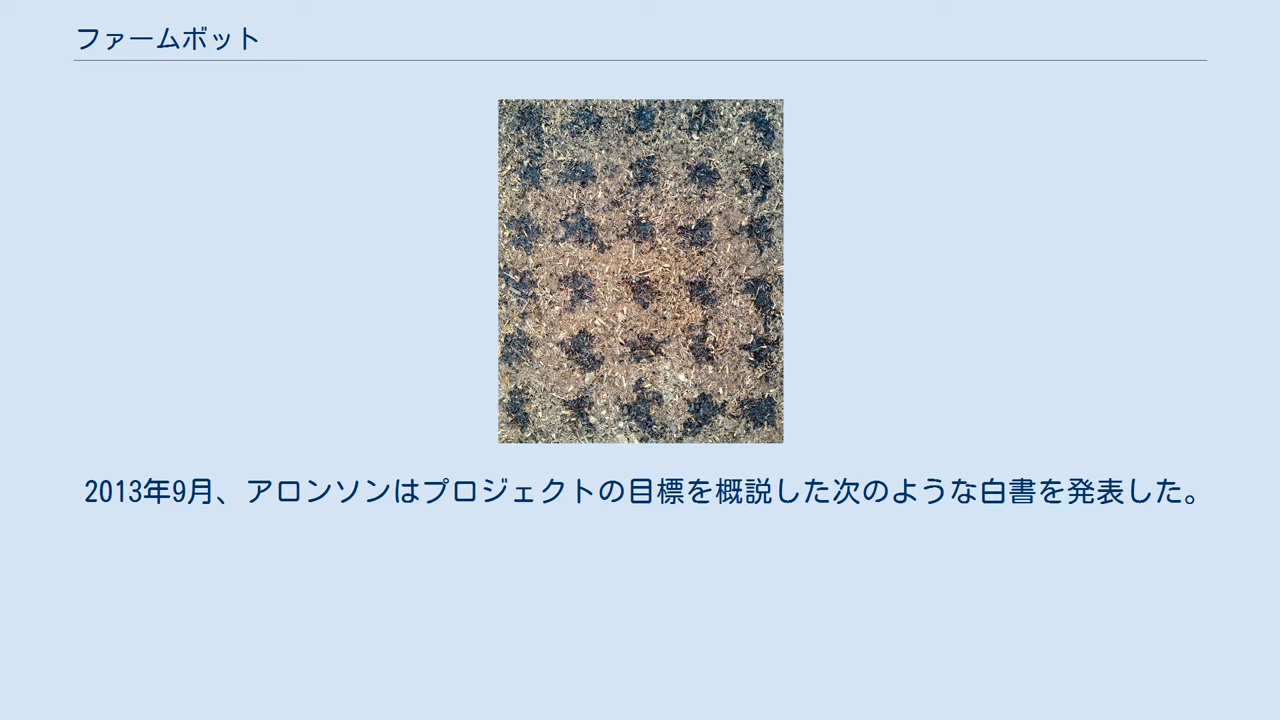 ファームボット
2013年9月、アロンソンはプロジェクトの目標を概説した次のような白書を発表した。